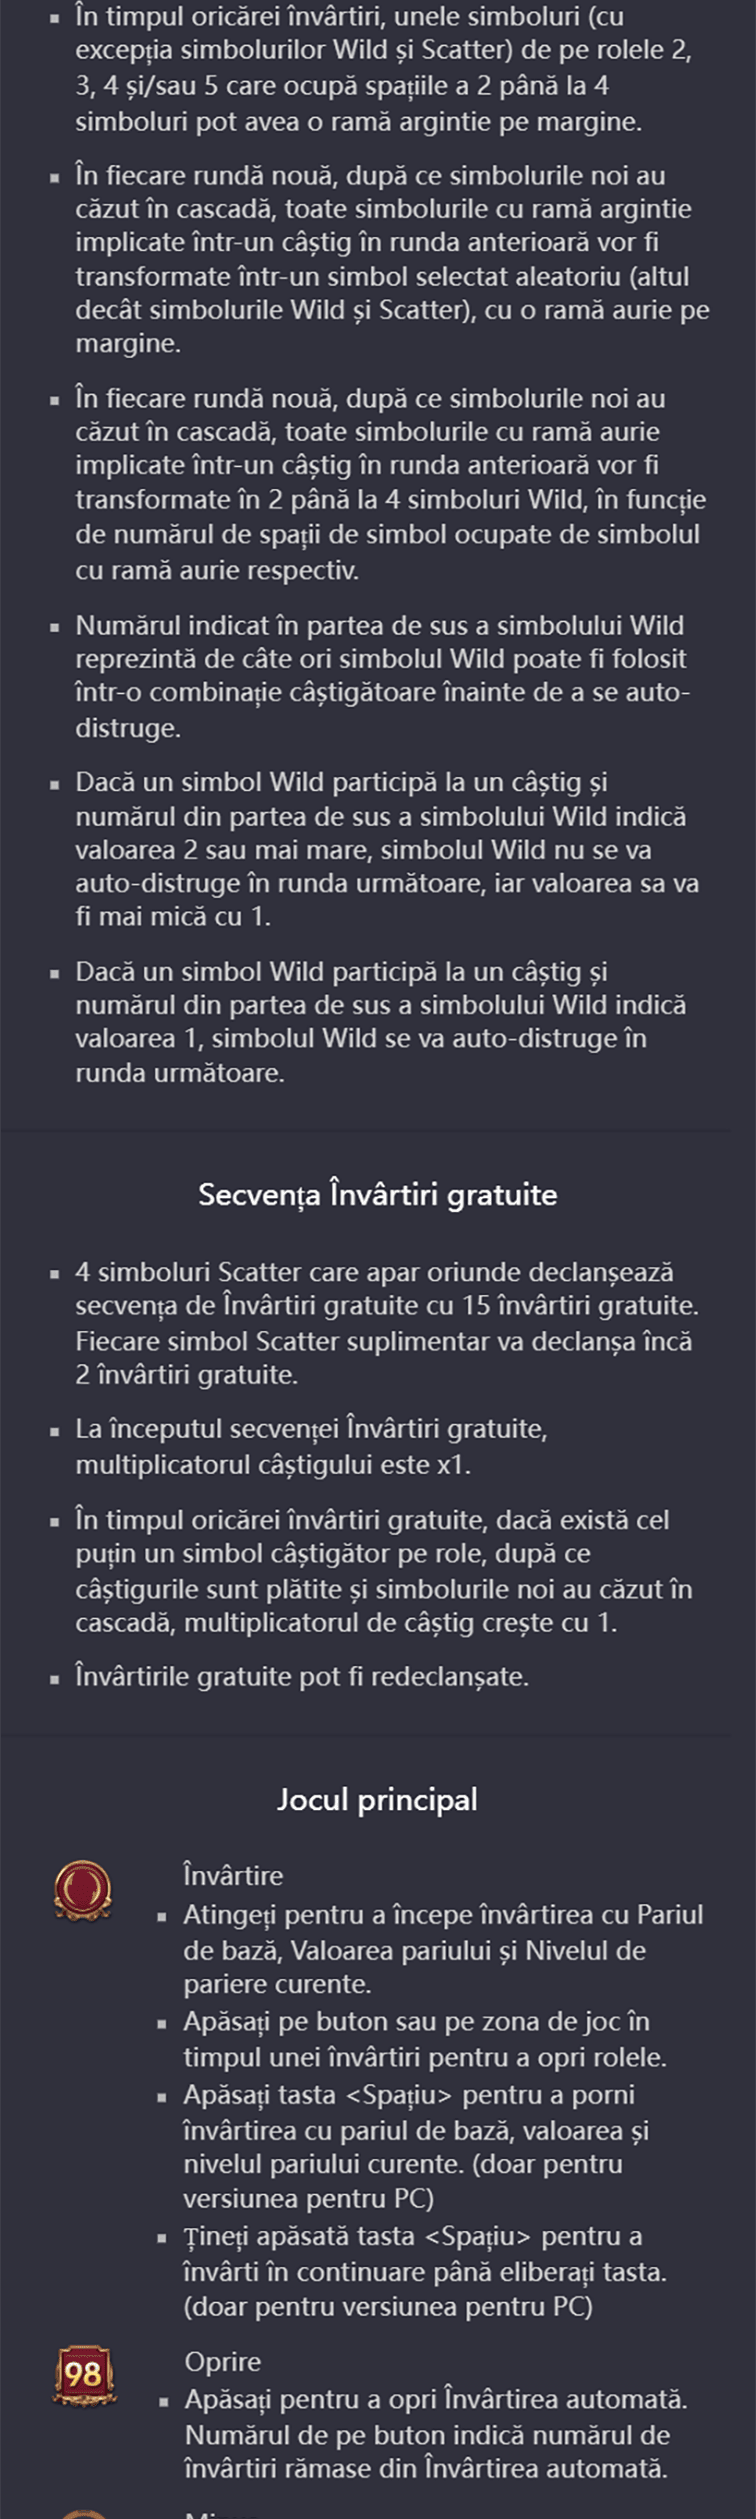 ▪ În timpul oricărei învârtiri, unele simboluri (cu
excepția simbolurilor Wild și Scatter) de pe rolele 2,
3, 4 și/sau 5 care ocupă spațiile a 2 până la 4
simboluri pot avea o ramă argintie pe margine.
▪ În fiecare rundă nouă, după ce simbolurile noi au
căzut în cascadă, toate simbolurile cu ramă argintie
implicate într-un câștig în runda anterioară vor fi
transformate într-un simbol selectat aleatoriu (altul
decât simbolurile Wild și Scatter), cu o ramă aurie pe
margine.
▪ În fiecare rundă nouă, după ce simbolurile noi au
căzut în cascadă, toate simbolurile cu ramă aurie
implicate într-un câștig în runda anterioară vor fi
transformate în 2 până la 4 simboluri Wild, în funcție
de numărul de spații de simbol ocupate de simbolul
cu ramă aurie respectiv.
▪ Numărul indicat în partea de sus a simbolului Wild
reprezintă de câte ori simbolul Wild poate fi folosit
într-o combinație câștigătoare înainte de a se auto-
distruge.
▪ Dacă un simbol Wild participă la un câștig și
numărul din partea de sus a simbolului Wild indică
valoarea 2 sau mai mare, simbolul Wild nu se va
auto-distruge în runda următoare, iar valoarea sa va
fi mai mică cu 1.
▪ Dacă un simbol Wild participă la un câștig și
numărul din partea de sus a simbolului Wild indică
valoarea 1, simbolul Wild se va auto-distruge în
runda următoare.
Secvența Învârtiri gratuite
▪ 4 simboluri Scatter care apar oriunde declanșează
secvența de Învârtiri gratuite cu 15 învârtiri gratuite.
Fiecare simbol Scatter suplimentar va declanșa încă
2 învârtiri gratuite.
▪ La începutul secvenței Învârtiri gratuite,
multiplicatorul câștigului este x1.
▪ În timpul oricărei învârtiri gratuite, dacă există cel
puțin un simbol câștigător pe role, după ce
câștigurile sunt plătite și simbolurile noi au căzut în
cascadă, multiplicatorul de câștig crește cu 1.
▪ Învârtirile gratuite pot fi redeclanșate.
Jocul principal
Învârtire
▪ Atingeți pentru a începe învârtirea cu Pariul
de bază, Valoarea pariului și Nivelul de
pariere curente.
▪ Apăsați pe buton sau pe zona de joc în
timpul unei învârtiri pentru a opri rolele.
▪ Apăsați tasta <Spațiu> pentru a porni
învârtirea cu pariul de bază, valoarea și
nivelul pariului curente. (doar pentru
versiunea pentru PC)
▪ Țineți apăsată tasta <Spațiu> pentru a
învârti în continuare până eliberați tasta.
(doar pentru versiunea pentru PC)
98 Oprire
▪ Apăsați pentru a opri Învârtirea automată.
Numărul de pe buton indică numărul de
învârtiri rămase din Învârtirea automată.